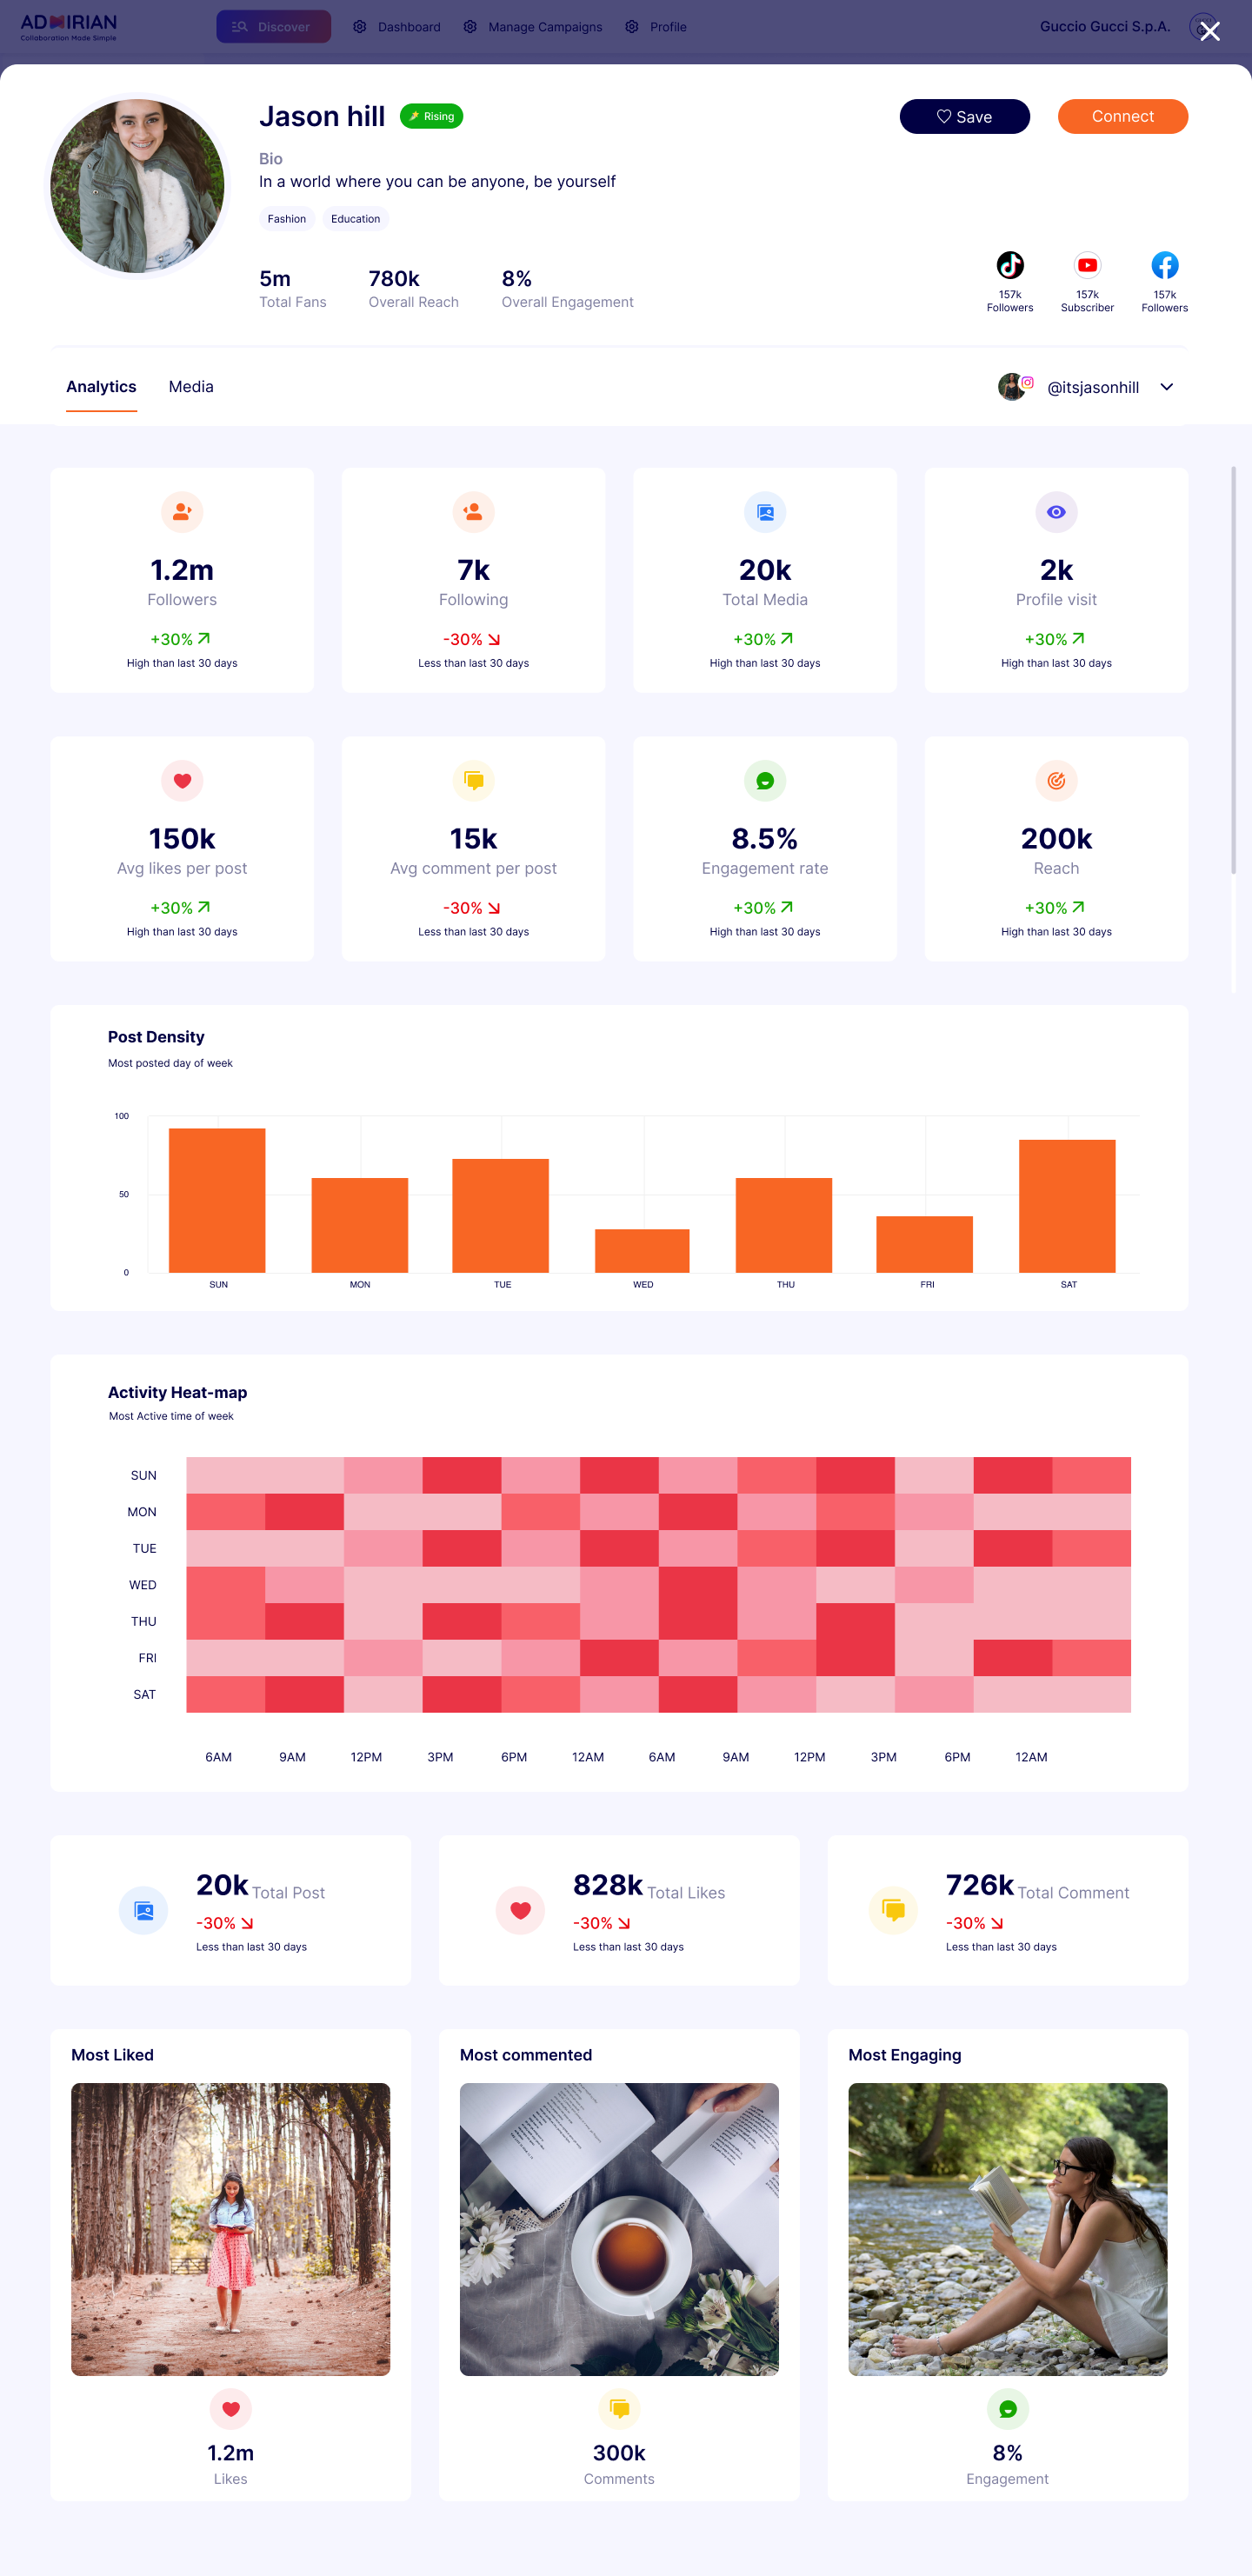 ADMIRIAN
Collaboration Made Simple
Discover
Dashboard
Manage Campaigns
Profile
Guccio Gucci S.p.A.
Jason hill
Rising
Save
Connect
Bio
In a world where you can be anyone, be yourself
Fashion
Education
5m
Total Fans
780k
Overall Reach
8%
Overall Engagement
157k
Followers
157k
Subscriber
157k
Followers
Analytics
Media
@itsjasonhill
1.2m
Followers
+30%
High than last 30 days
7k
Following
-30%
Less than last 30 days
20k
Total Media
+30%
High than last 30 days
2k
Profile visit
+30%
High than last 30 days
150k
Avg likes per post
+30%
High than last 30 days
15k
Avg comment per post
-30%
Less than last 30 days
8.5%
Engagement rate
+30%
High than last 30 days
200k
Reach
+30%
High than last 30 days
Post Density
Most posted day of week
100
50
0
SUN MON TUE WED THU FRI SAT
Activity Heat-map
Most Active time of week
SUN
MON
TUE
WED
THU
FRI
SAT
6AM 9AM 12PM 3PM 6PM 12AM 6AM 9AM 12PM 3PM 6PM 12AM
20k Total Post
-30%
Less than last 30 days
828k Total Likes
-30%
Less than last 30 days
726k Total Comment
-30%
Less than last 30 days
Most Liked
1.2m
Likes
Most commented
300k
Comments
Most Engaging
8%
Engagement